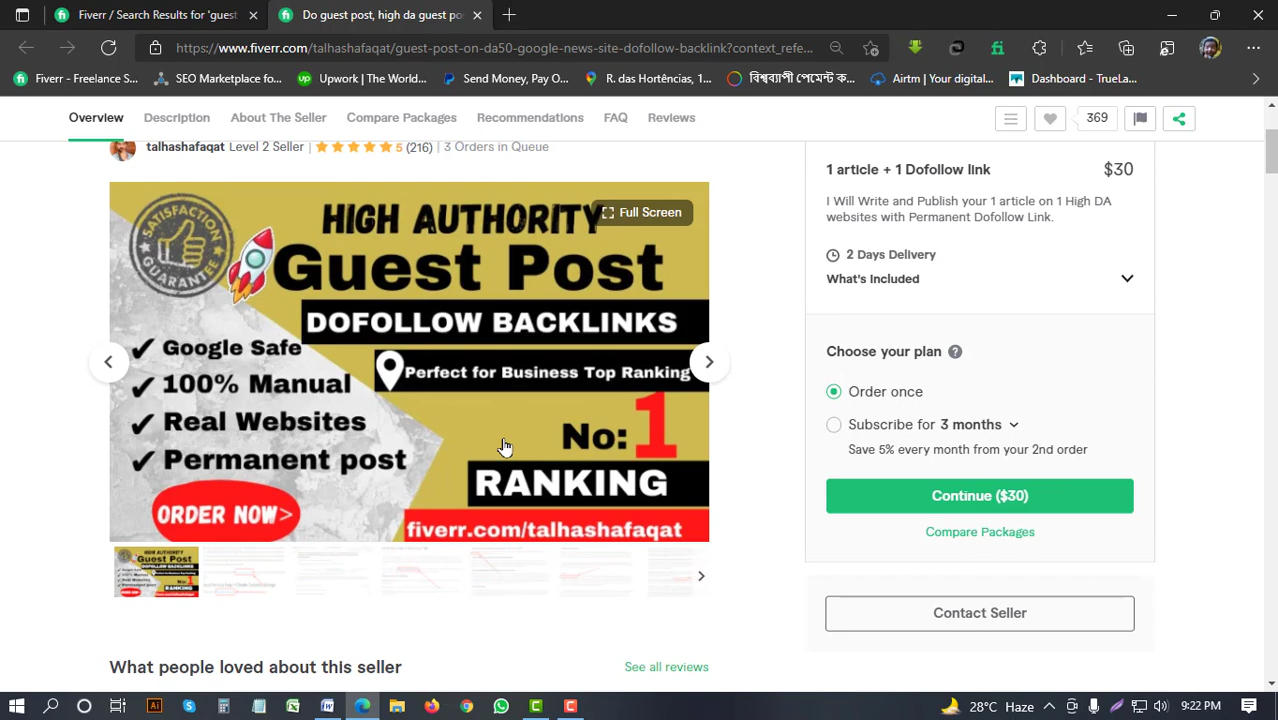 Fiverr / Search Results for 'guest
high da dofollow guest po
https://www.fiverr.com/talhashafaqat/guest-post-on-da50-google-news-site-dofollow-backlink?context_refe...
Fiverr - Freelance S...
SEO Marketplace fo...
Upwork | The World...
Send Money, Pay O...
R. das Hortências, 1...
বিশ্বব্যাপী পেমেন্ট ক...
Airtm | Your digital...
Dashboard - TrueLa...
Overview
Description
About The Seller
Compare Packages
Recommendations
FAQ
Reviews
369
talhashafaqat Level 2 Seller | 5 (216) | 3 Orders in Queue
SATISFACTION
GUARANTEE
HIGH AUTHORITY
Full Screen
Guest Post
DOFOLLOW BACKLINKS
Perfect for Business Top Ranking
✔ Google Safe
✔ 100% Manual
✔ Real Websites
✔ Permanent post
No: 1
RANKING
ORDER NOW>
fiverr.com/talhashafaqat
What people loved about this seller
See all reviews
1 article + 1 Dofollow link
$30
I Will Write and Publish your 1 article on 1 High DA
websites with Permanent Dofollow Link.
2 Days Delivery
What's Included
Choose your plan
Order once
Subscribe for 3 months
Save 5% every month from your 2nd order
Continue ($30)
Compare Packages
Contact Seller
28°C Haze
9:22 PM